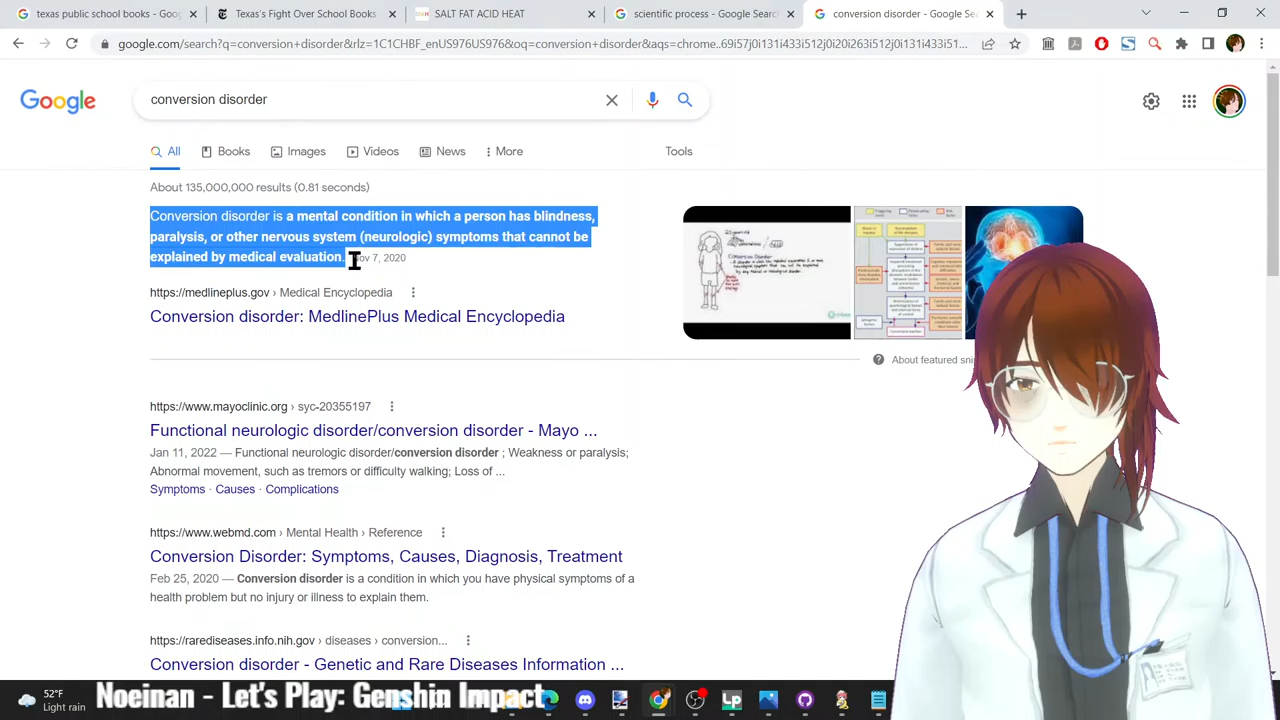 texas public school books - Goog
Texas's Fight Over School Books
SALT FAT ACID HEAT
scientific process - Google Searc
conversion disorder - Google Sea
google.com/search?q=conversion+disorder&rlz=1C1CHBF_enUS976US976&oq=conversion+disorder&aqs=chrome..69i57j0i131i433i512j0i20i263i512j0i131i433i512j0i512l...
Google
conversion disorder
All
Books
Images
Videos
News
More
Tools
About 135,000,000 results (0.81 seconds)
Conversion disorder is a mental condition in which a person has blindness,
paralysis, or other nervous system (neurologic) symptoms that cannot be
explained by medical evaluation. Nov 7, 2020
› Medical Encyclopedia
Conversion disorder: MedlinePlus Medical Encyclopedia
About featured
https://www.mayoclinic.org › syc-20355197
Functional neurologic disorder/conversion disorder - Mayo ...
Jan 11, 2022 — Functional neurologic disorder/conversion disorder ; Weakness or paralysis;
Abnormal movement, such as tremors or difficulty walking; Loss of ...
Symptoms · Causes · Complications
https://www.webmd.com › Mental Health › Reference
Conversion Disorder: Symptoms, Causes, Diagnosis, Treatment
Feb 25, 2020 — Conversion disorder is a condition in which you have physical symptoms of a
health problem but no injury or illness to explain them.
https://rarediseases.info.nih.gov › diseases › conversion...
Conversion disorder - Genetic and Rare Diseases Information ...
52°F
Light rain
Noeinan - Let's Play: Genshin Impact